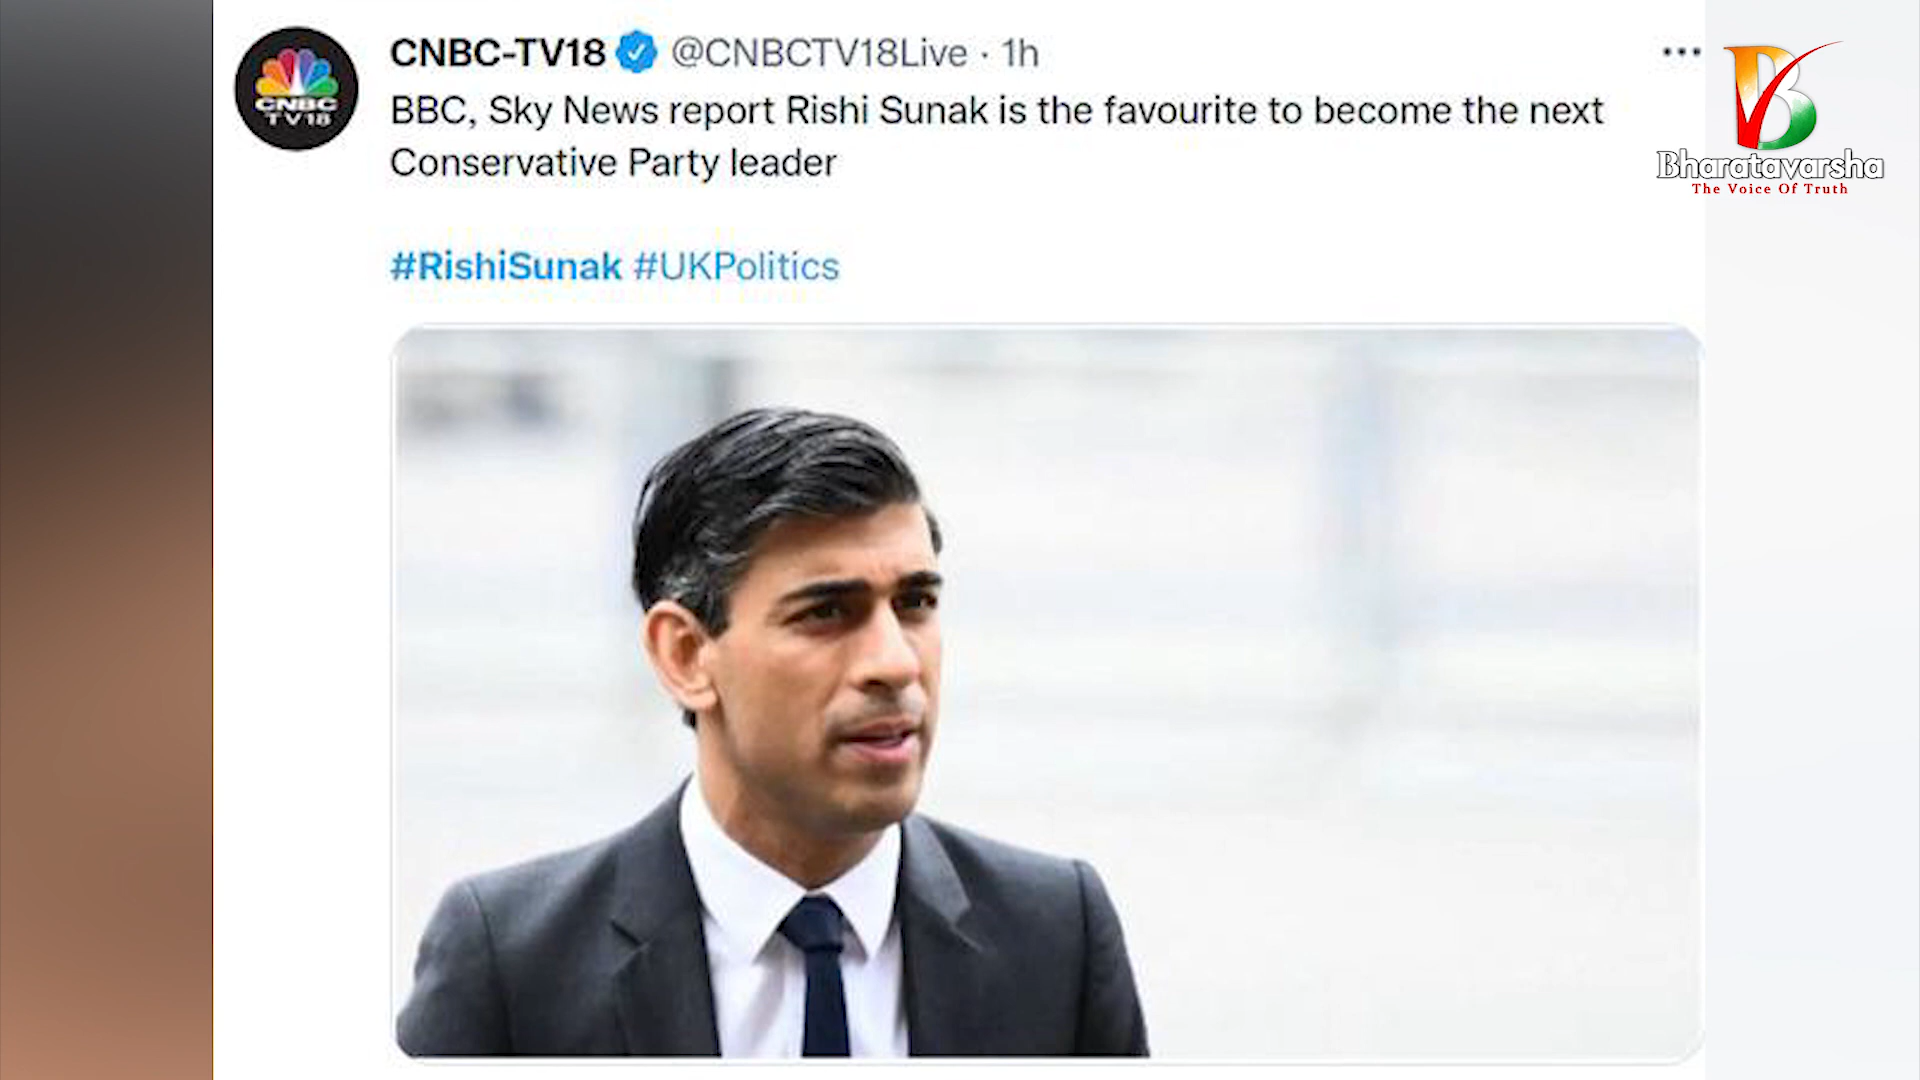 CNBC-TV18 @CNBCTV18Live · 1h
BBC, Sky News report Rishi Sunak is the favourite to become the next
Conservative Party leader
#RishiSunak #UKPolitics
CNBC
TV18
Bharatavarsha
The Voice Of Truth